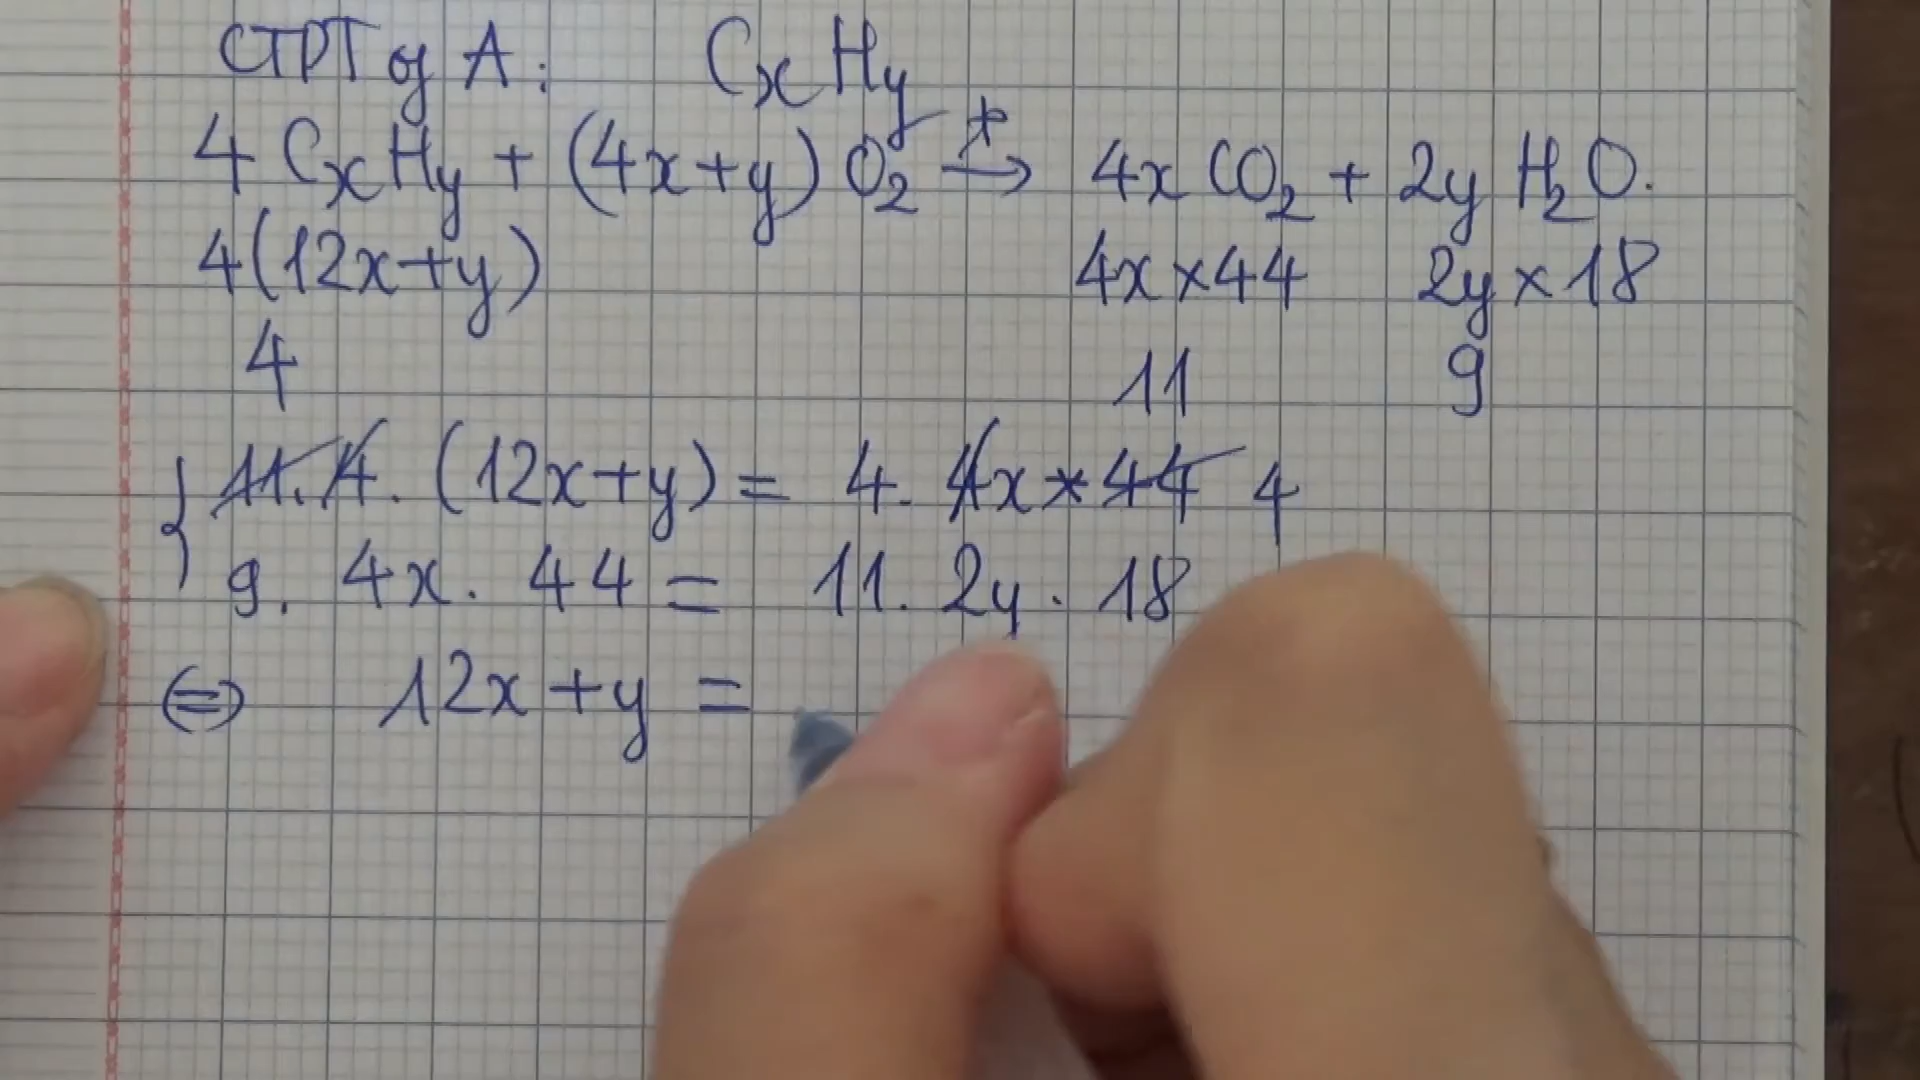 CTPT of A: CxHy
4 CxHy + (4x+y) O2 t→ 4x CO2 + 2y H2O.
4(12x+y) 4x×44 2y×18
4 11 9
{ 11. 4. (12x+y) = 4. 4x * 44 4
9. 4x. 44 = 11. 2y. 18
⇔ 12x+y =